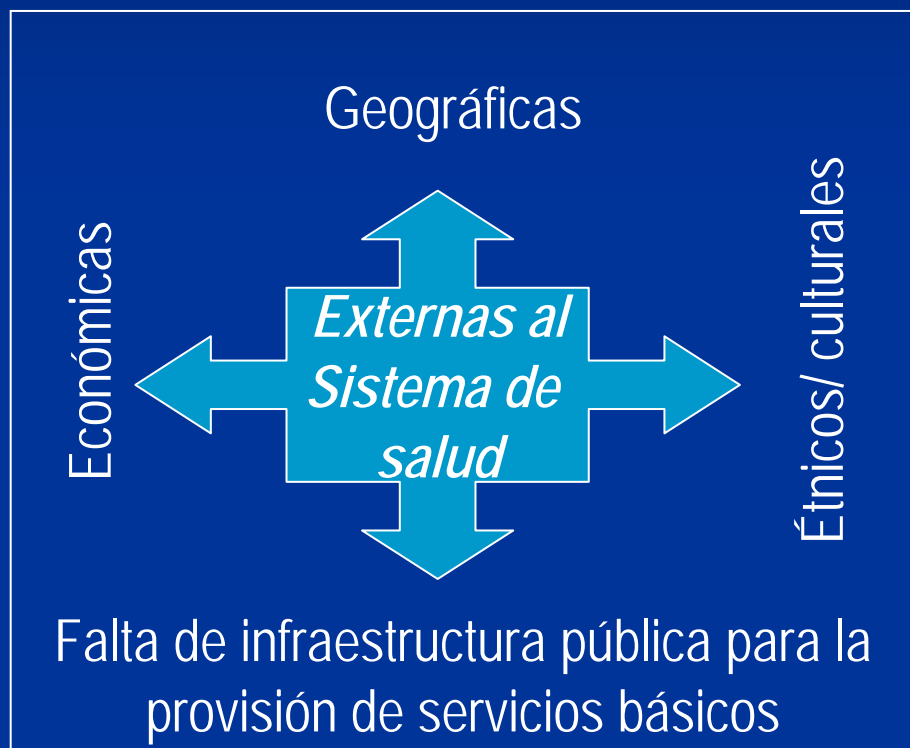 Geográficas
Económicas
Externas al
Sistema de
salud
Étnicos/ culturales
Falta de infraestructura pública para la
provisión de servicios básicos